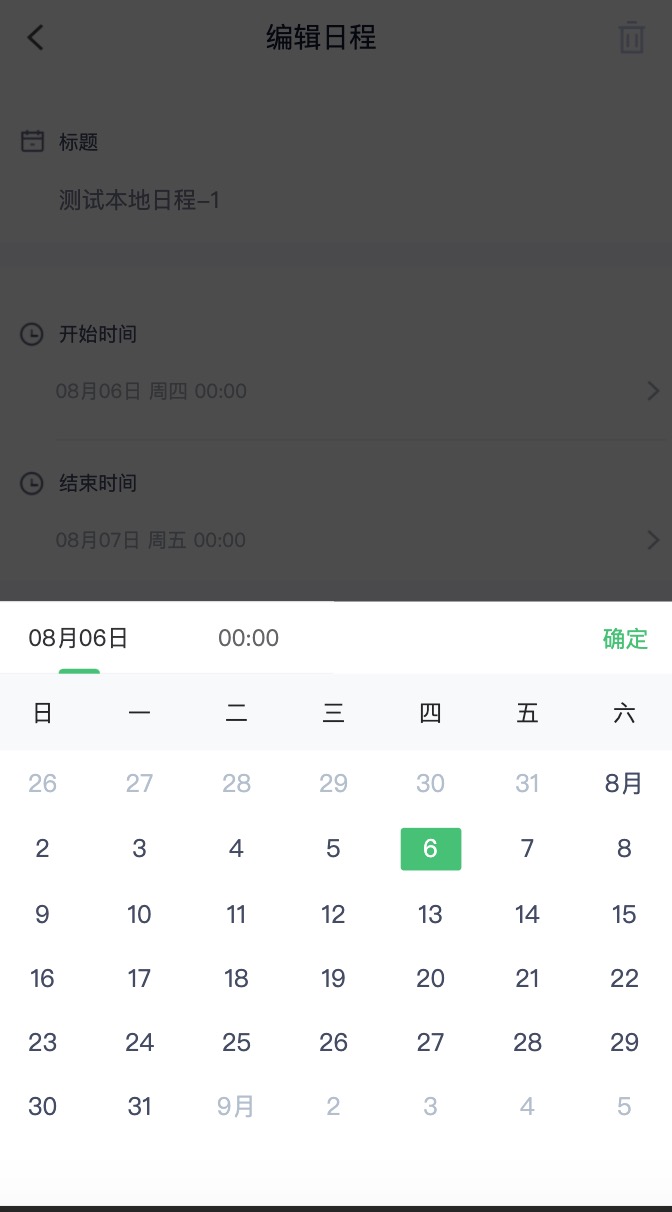 编辑日程
标题
测试本地日程-1
开始时间
08月06日 周四 00:00
结束时间
08月07日 周五 00:00
08月06日 00:00 确定
日 一 二 三 四 五 六
26 27 28 29 30 31 8月
2 3 4 5 6 7 8
9 10 11 12 13 14 15
16 17 18 19 20 21 22
23 24 25 26 27 28 29
30 31 9月 2 3 4 5